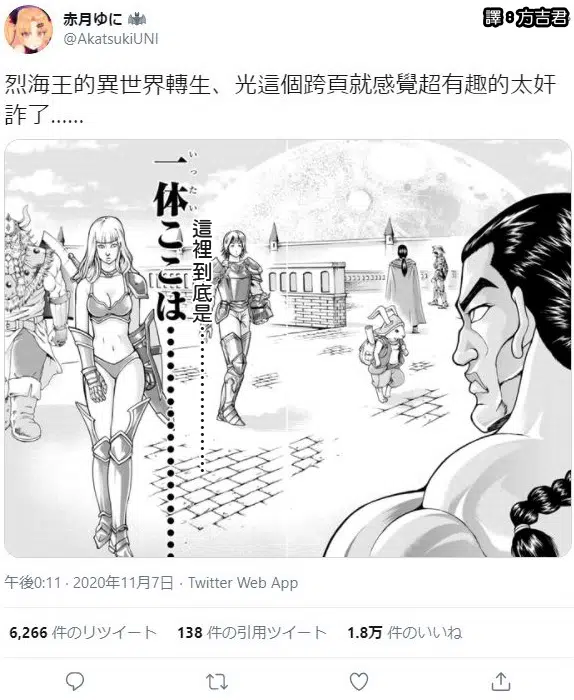 赤月ゆに 🦇
譯:方吉君
@AkatsukiUNI
烈海王的異世界轉生、光這個跨頁就感覺超有趣的太奸
詐了......
いったい
一体ここは…………………
這裡到底是…………
午後0:11 · 2020年11月7日 · Twitter Web App
6,266 件のリツイート 138 件の引用ツイート 1.8万 件のいいね